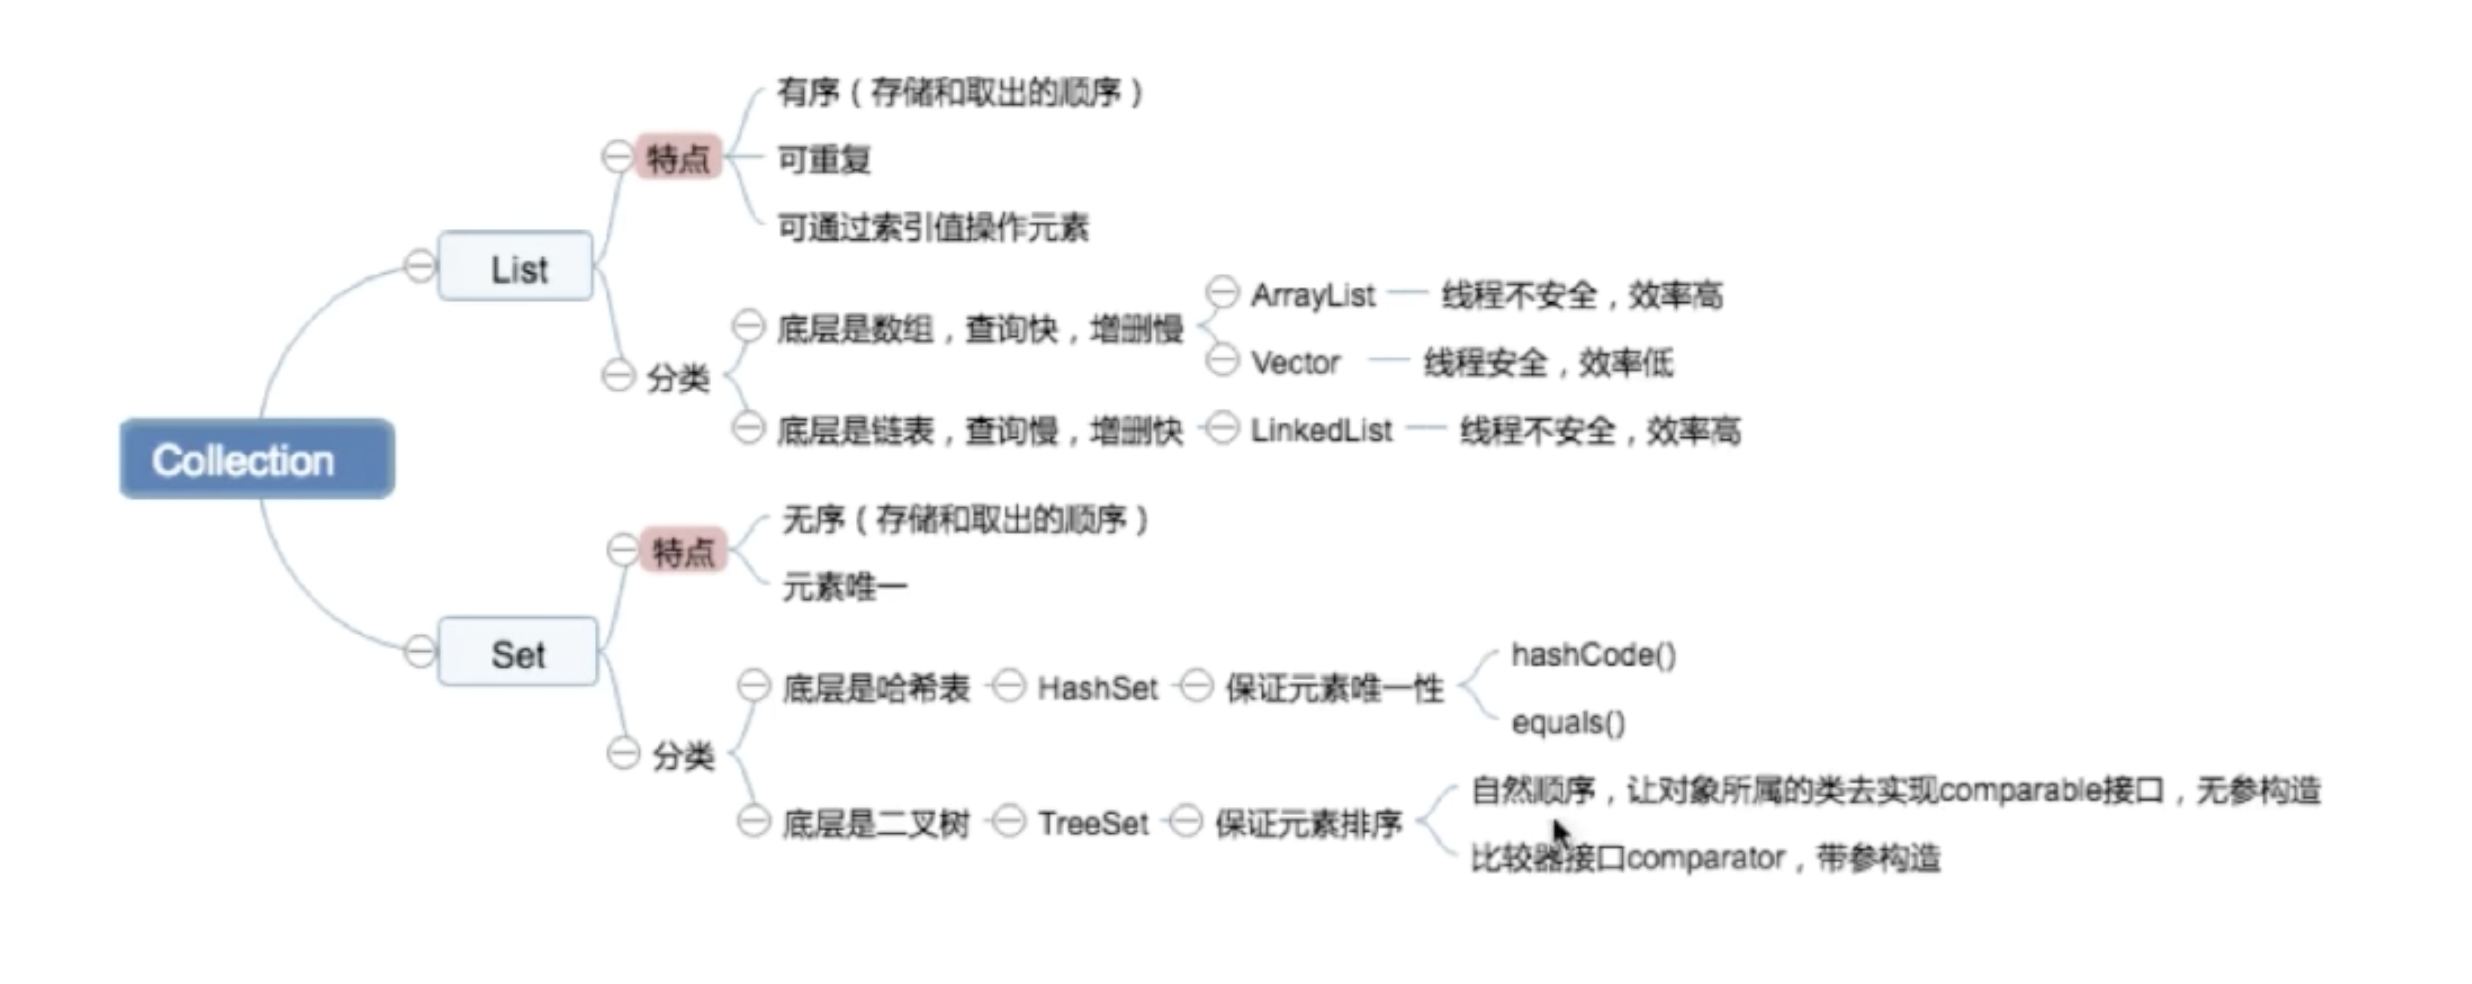 Collection
List
特点
有序（存储和取出的顺序）
可重复
可通过索引值操作元素
分类
底层是数组，查询快，增删慢
ArrayList
线程不安全，效率高
Vector
线程安全，效率低
底层是链表，查询慢，增删快
LinkedList
线程不安全，效率高
Set
特点
无序（存储和取出的顺序）
元素唯一
分类
底层是哈希表
HashSet
保证元素唯一性
hashCode()
equals()
底层是二叉树
TreeSet
保证元素排序
自然顺序，让对象所属的类去实现comparable接口，无参构造
比较器接口comparator，带参构造